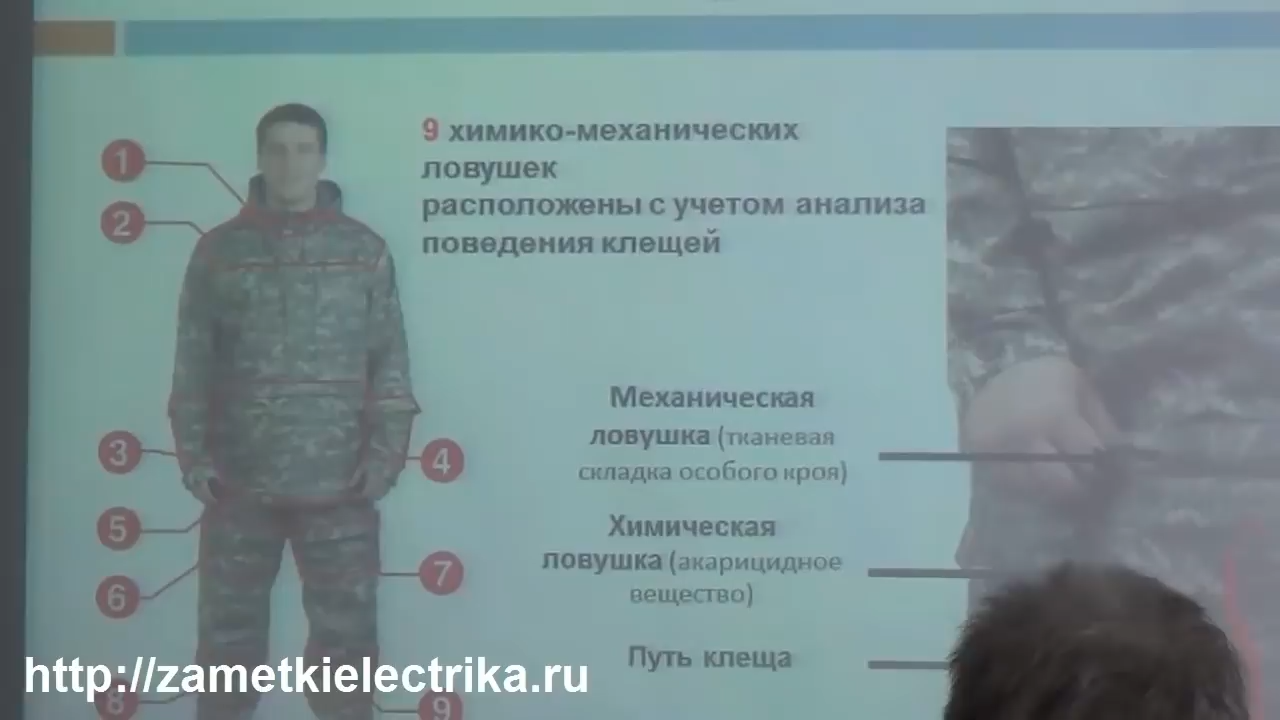 9 химико-механических
ловушек
расположены с учетом анализа
поведения клещей
1
2
3
4
5
6
7
8
9
Механическая
ловушка (тканевая
складка особого кроя)
Химическая
ловушка (акарицидное
вещество)
Путь клеща
http://zametkielectrika.ru